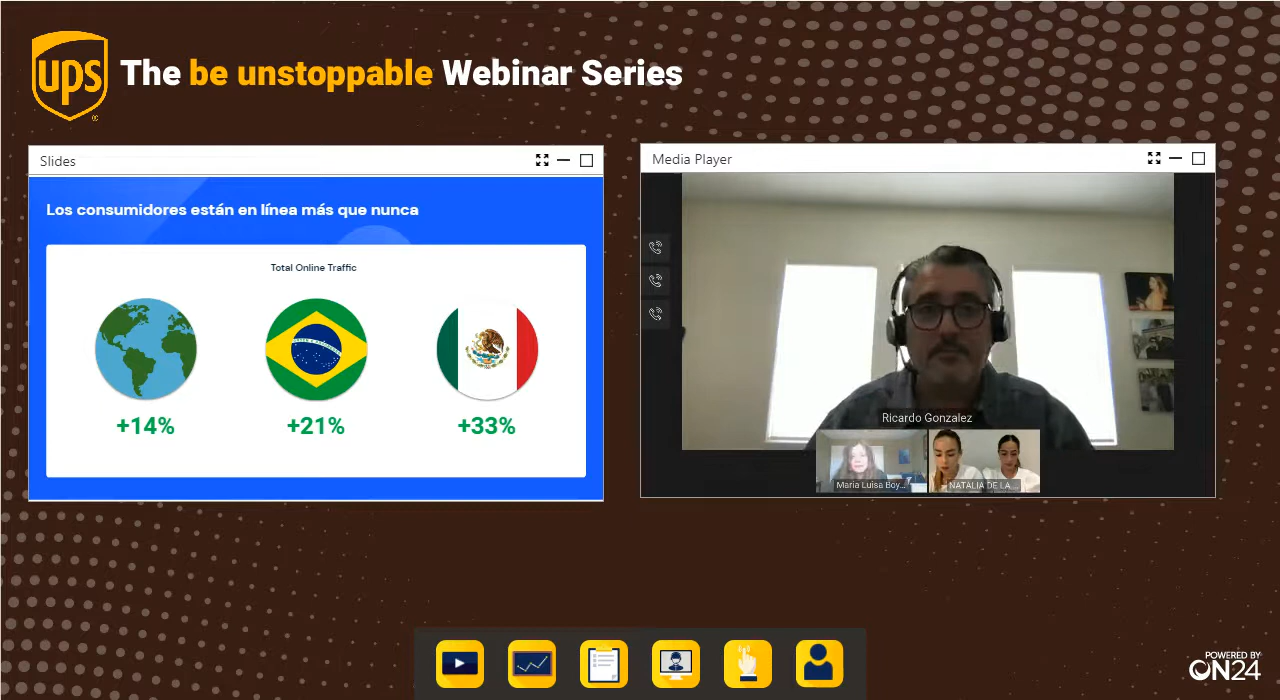 ups
The be unstoppable Webinar Series
Slides
Media Player
Los consumidores están en línea más que nunca
Total Online Traffic
+14%
+21%
+33%
Ricardo Gonzalez
Maria Luisa Boy...
NATALIA DE LA...
POWERED BY
ON24